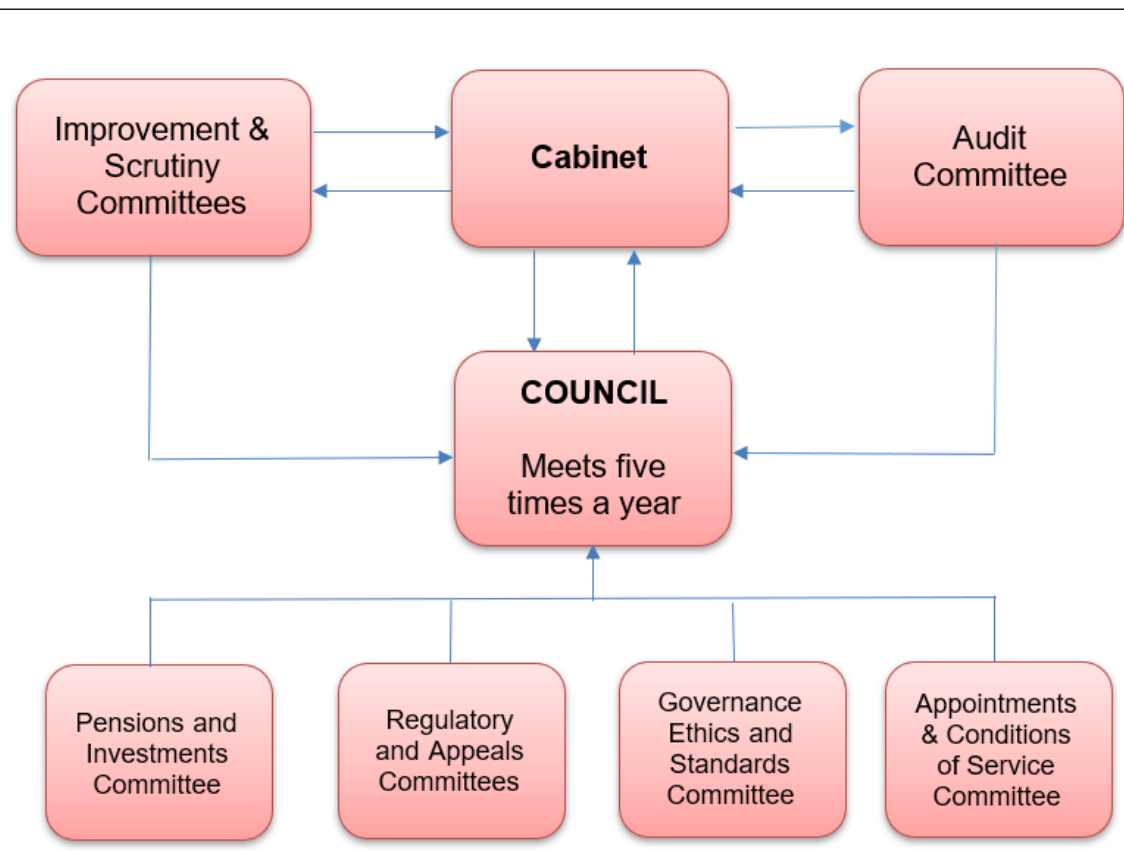 Improvement &
Scrutiny
Committees
Cabinet
Audit
Committee
COUNCIL
Meets five
times a year
Pensions and
Investments
Committee
Regulatory
and Appeals
Committees
Governance
Ethics and
Standards
Committee
Appointments
& Conditions
of Service
Committee